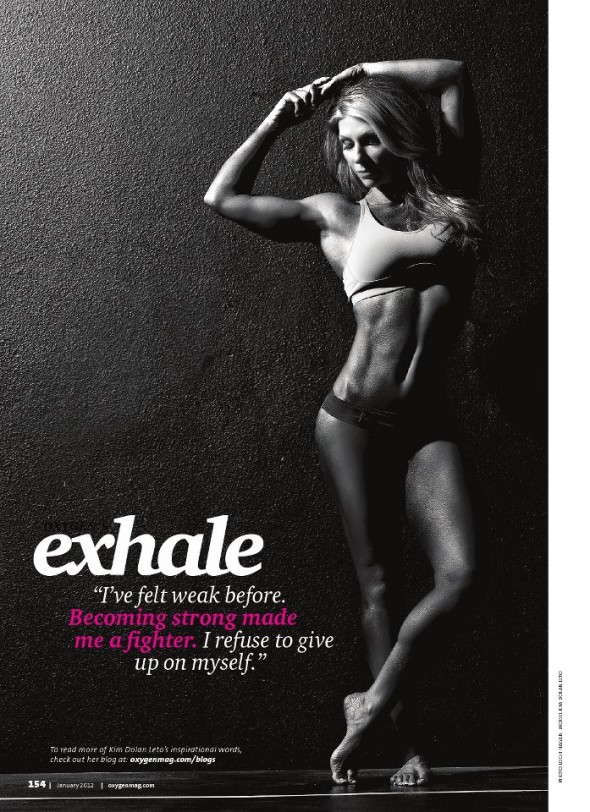 OXYGEN'S
exhale
“I’ve felt weak before.
Becoming strong made
me a fighter. I refuse to give
up on myself.”
To read more of Kim Dolan Leto’s inspirational words,
check out her blog at: oxygenmag.com/blogs
154 | January 2012 | oxygenmag.com